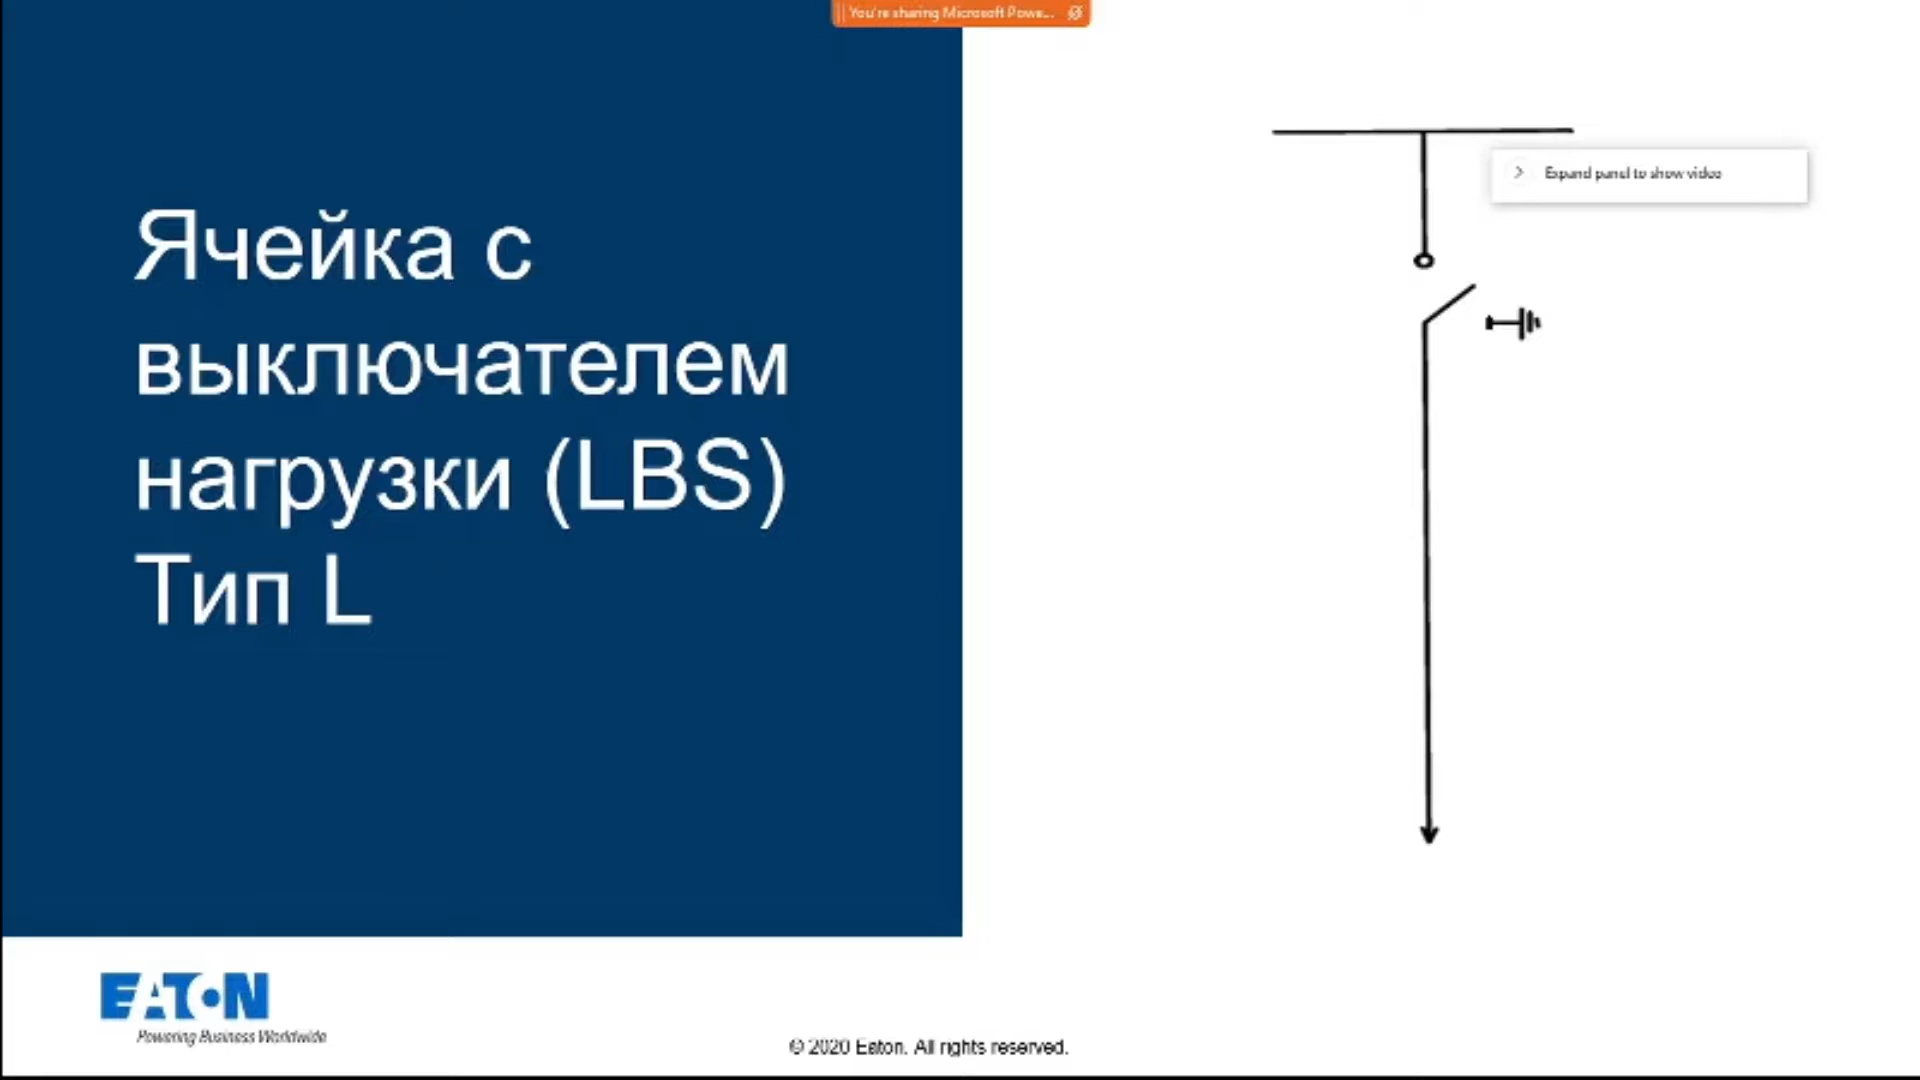 You're sharing Microsoft Powe...
Expand panel to show video
Ячейка с
выключателем
нагрузки (LBS)
Тип L
EATON
Powering Business Worldwide
© 2020 Eaton. All rights reserved.